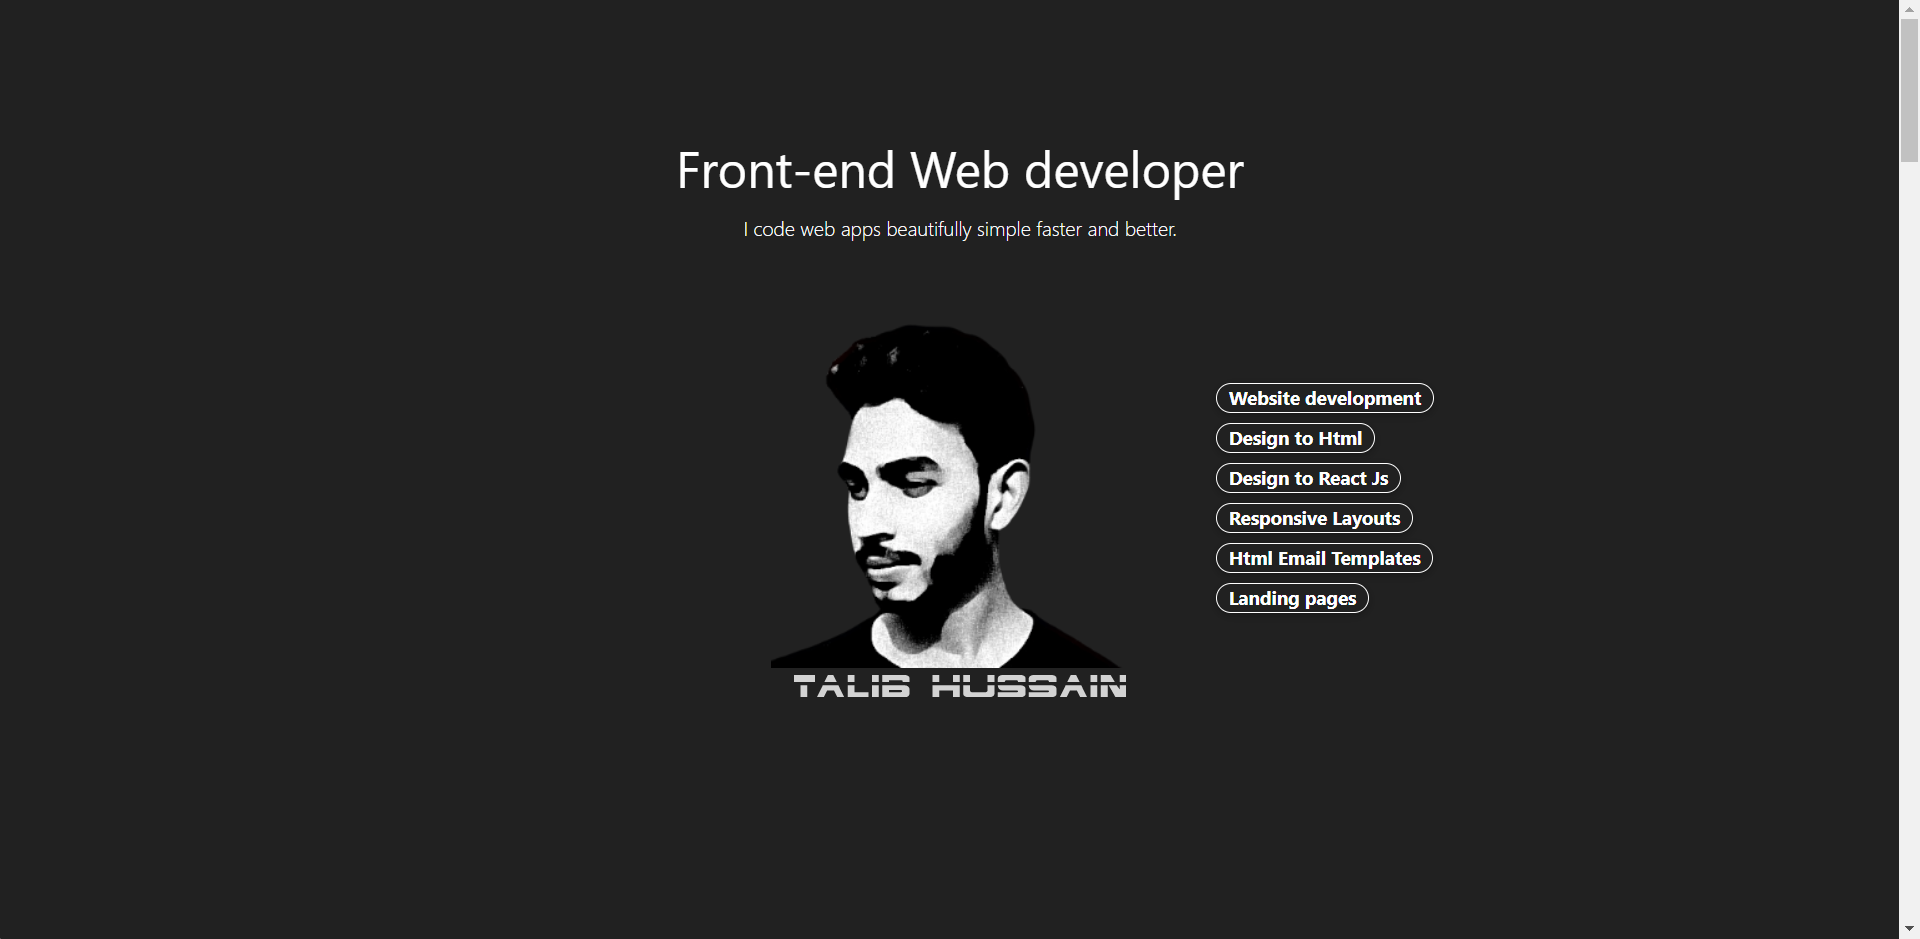 Front-end Web developer
I code web apps beautifully simple faster and better.
Website development
Design to Html
Design to React Js
Responsive Layouts
Html Email Templates
Landing pages
TALIB HUSSAIN